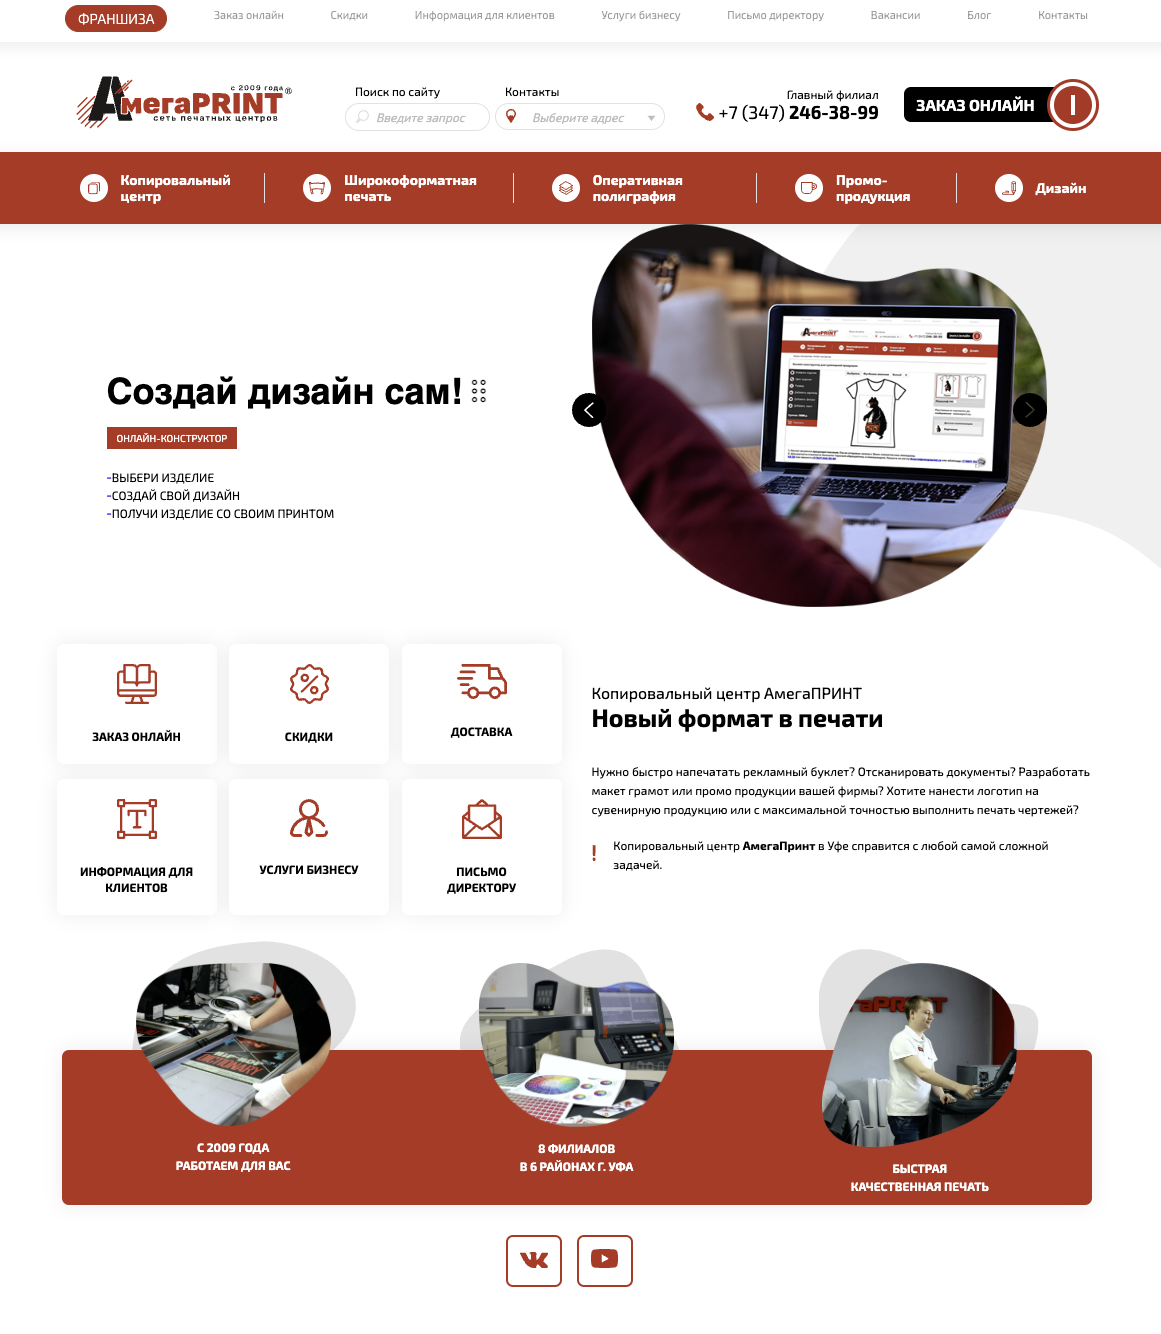 ФРАНШИЗА
Заказ онлайн
Скидки
Информация для клиентов
Услуги бизнесу
Письмо директору
Вакансии
Блог
Контакты
с 2009 года
АмегаPRINT®
сеть печатных центров
Поиск по сайту
Введите запрос
Контакты
Выберите адрес
Главный филиал
+7 (347) 246-38-99
ЗАКАЗ ОНЛАЙН
Копировальный
центр
Широкоформатная
печать
Оперативная
полиграфия
Промо-
продукция
Дизайн
АмегаPRINT
Создай дизайн сам!
ОНЛАЙН-КОНСТРУКТОР
-ВЫБЕРИ ИЗДЕЛИЕ
-СОЗДАЙ СВОЙ ДИЗАЙН
-ПОЛУЧИ ИЗДЕЛИЕ СО СВОИМ ПРИНТОМ
ЗАКАЗ ОНЛАЙН
СКИДКИ
ДОСТАВКА
ИНФОРМАЦИЯ ДЛЯ
КЛИЕНТОВ
УСЛУГИ БИЗНЕСУ
ПИСЬМО
ДИРЕКТОРУ
Копировальный центр АмегаПРИНТ
Новый формат в печати
Нужно быстро напечатать рекламный буклет? Отсканировать документы? Разработать
макет грамот или промо продукции вашей фирмы? Хотите нанести логотип на
сувенирную продукцию или с максимальной точностью выполнить печать чертежей?
! Копировальный центр АмегаПринт в Уфе справится с любой самой сложной
задачей.
С 2009 ГОДА
РАБОТАЕМ ДЛЯ ВАС
8 ФИЛИАЛОВ
В 6 РАЙОНАХ Г. УФА
БЫСТРАЯ
КАЧЕСТВЕННАЯ ПЕЧАТЬ